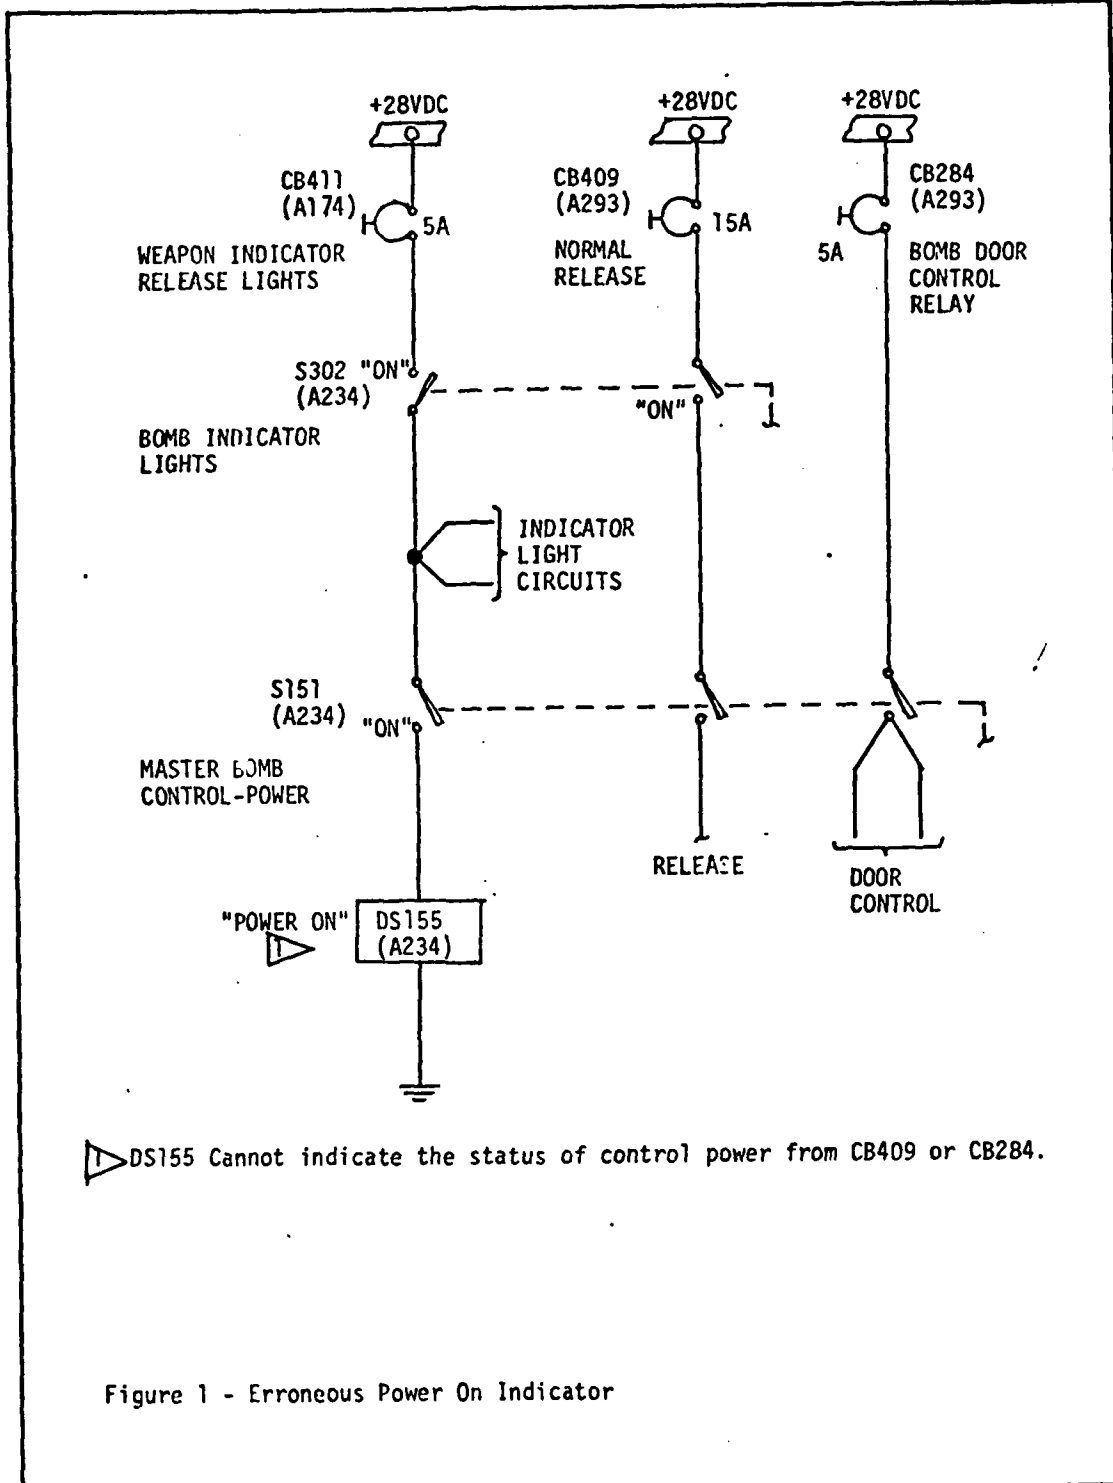 +28VDC
+28VDC
+28VDC
CB411
(A174)
5A
WEAPON INDICATOR
RELEASE LIGHTS
CB409
(A293)
15A
NORMAL
RELEASE
CB284
(A293)
5A
BOMB DOOR
CONTROL
RELAY
S302 "ON"
(A234)
"ON"
BOMB INDICATOR
LIGHTS
INDICATOR
LIGHT
CIRCUITS
S151
(A234)
"ON"
MASTER BOMB
CONTROL-POWER
RELEASE
DOOR
CONTROL
"POWER ON"
1
DS155
(A234)
1 DS155 Cannot indicate the status of control power from CB409 or CB284.
Figure 1 - Erroneous Power On Indicator